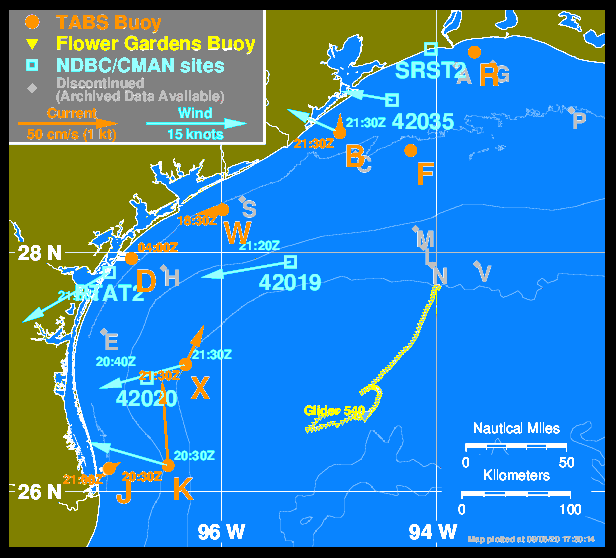 TABS Buoy
Flower Gardens Buoy
NDBC/CMAN sites
Discontinued
(Archived Data Available)
Current
Wind
50 cm/s (1 kt)
15 knots
SRST2
A
R
G
42035
21:30Z
21:30Z
B
C
F
P
S
18:30Z
W
21:20Z
M
L
N
V
28 N
04:00Z
D
H
42019
E
20:40Z
21:30Z
21:30Z
X
42020
Glider 540
20:30Z
20:30Z
J
K
26 N
96 W
94 W
Nautical Miles
0
50
Kilometers
0
100